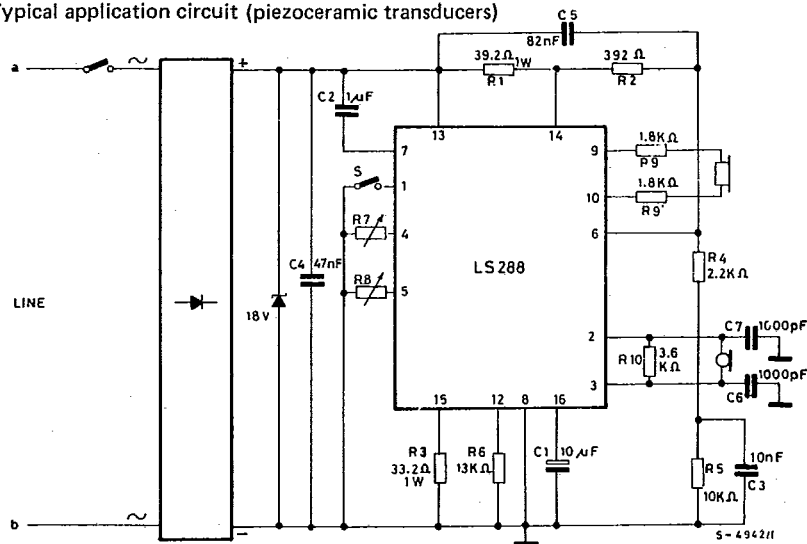 Typical application circuit (piezoceramic transducers)
C5
82nF
39.2Ω 1W
R1
392 Ω
R2
a
~
+
C2 1µF
13
14
7
S
1
R7
4
R8
5
9
1.8KΩ
R9
10
1.8KΩ
R9'
6
LS288
R4
2.2KΩ
C4 47nF
LINE
18V
2
C7 1000pF
R10 3.6 KΩ
3
1000pF
C6
15
12
8
16
R3
33.2Ω
1W
R6
13KΩ
C1 10 µF
R5
10KΩ
10nF
C3
b
~
-
S-4942/1